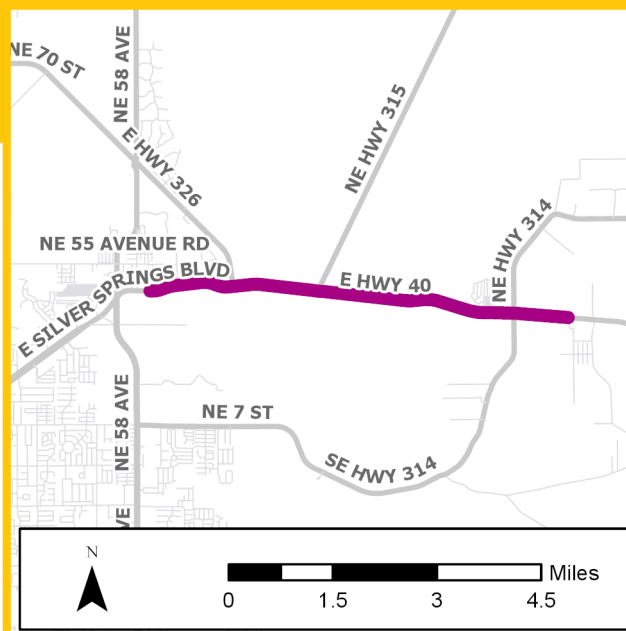 NE 70 ST
NE 58 AVE
E HWY 326
NE HWY 315
NE 55 AVENUE RD
E SILVER SPRINGS BLVD
E HWY 40
NE HWY 314
NE 58 AVE
NE 7 ST
SE HWY 314
VE
N
Miles
0 1.5 3 4.5